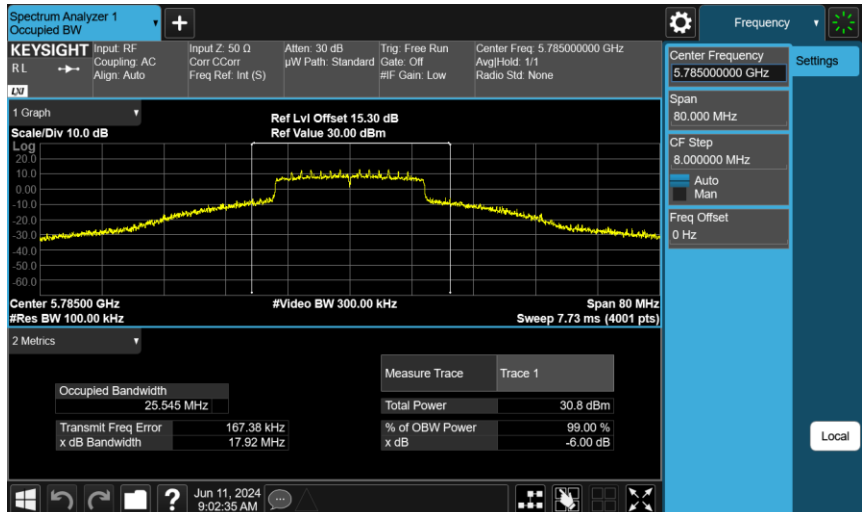 Spectrum Analyzer 1
Occupied BW
+
Frequency
KEYSIGHT
RL
LXI
Input: RF
Coupling: AC
Align: Auto
Input Z: 50 Ω
Corr CCorr
Freq Ref: Int (S)
Atten: 30 dB
µW Path: Standard
Trig: Free Run
Gate: Off
#IF Gain: Low
Center Freq: 5.785000000 GHz
Avg|Hold: 1/1
Radio Std: None
Center Frequency
5.785000000 GHz
Settings
Span
80.000 MHz
CF Step
8.000000 MHz
Auto
Man
Freq Offset
0 Hz
1 Graph
Scale/Div 10.0 dB
Ref Lvl Offset 15.30 dB
Ref Value 30.00 dBm
Log
20.0
10.0
0.00
-10.0
-20.0
-30.0
-40.0
-50.0
-60.0
Center 5.78500 GHz
#Res BW 100.00 kHz
#Video BW 300.00 kHz
Span 80 MHz
Sweep 7.73 ms (4001 pts)
2 Metrics
Measure Trace Trace 1
Occupied Bandwidth
25.545 MHz
Total Power 30.8 dBm
Transmit Freq Error 167.38 kHz
% of OBW Power 99.00 %
x dB Bandwidth 17.92 MHz
x dB -6.00 dB
Local
?
Jun 11, 2024
9:02:35 AM